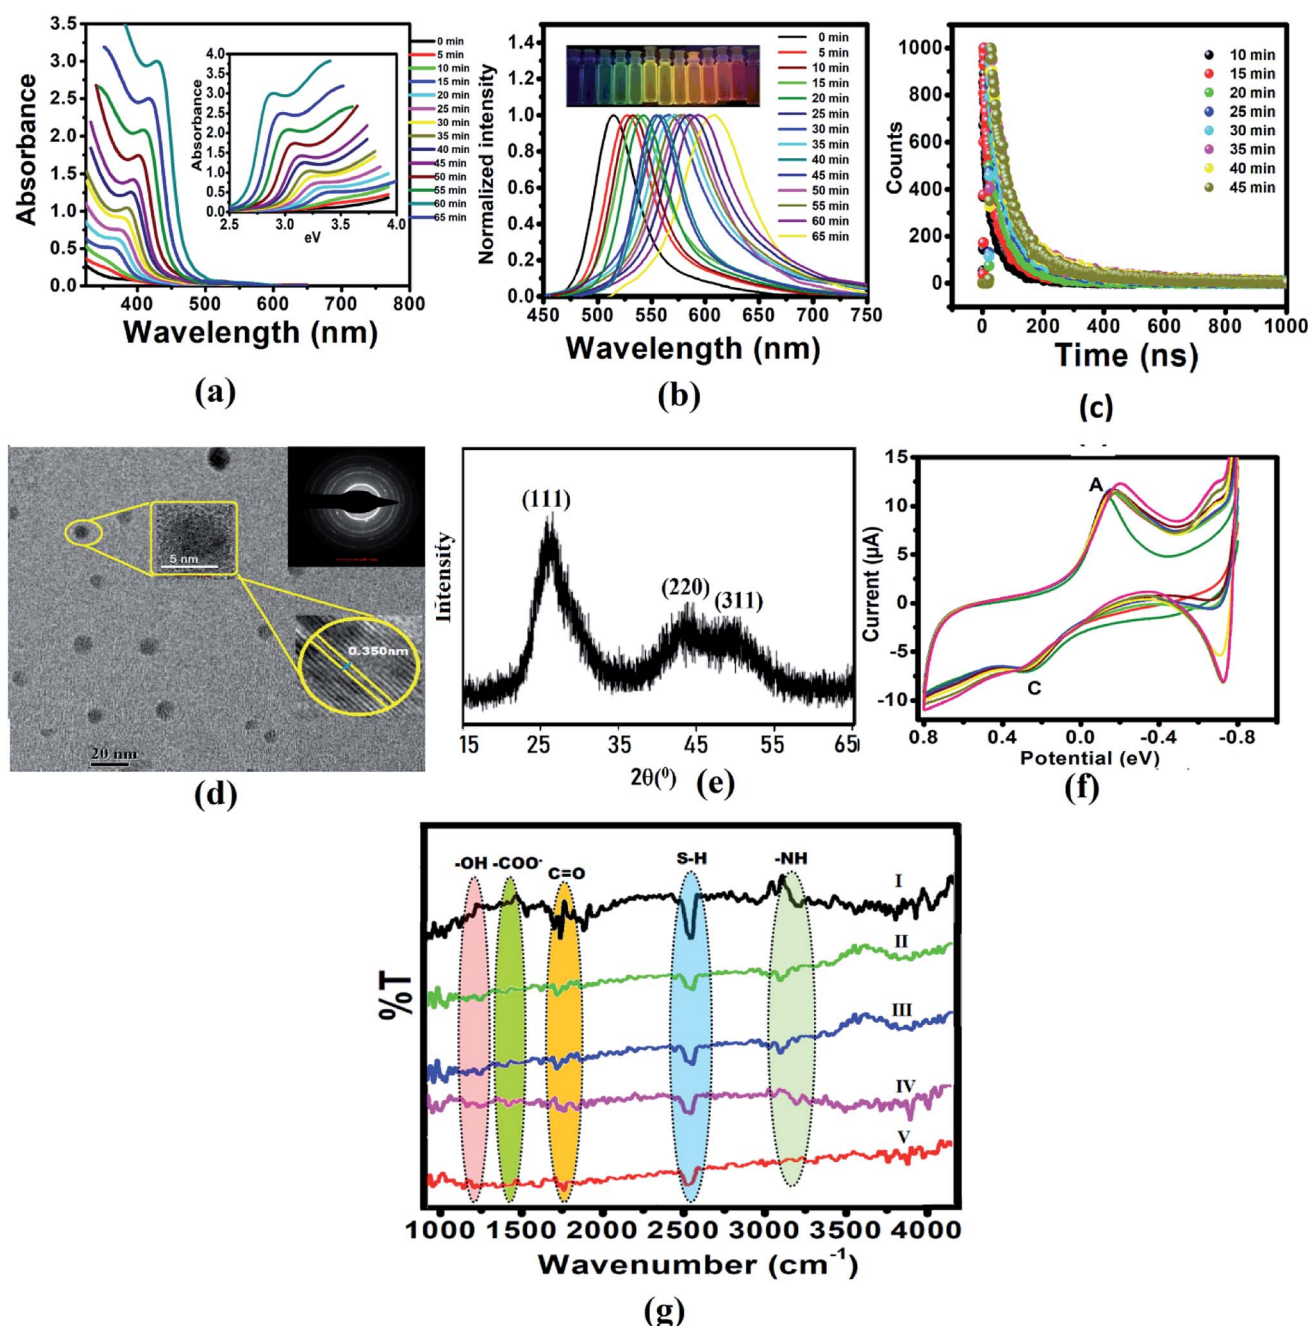 3.5
3.0
2.5
2.0
1.5
1.0
0.5
0.0
Absorbance
400
500
600
700
800
Wavelength (nm)
4.0
3.5
3.0
2.5
2.0
1.5
1.0
0.5
0.0
Absorbance
2.5
3.0
3.5
4.0
eV
0 min
5 min
10 min
15 min
20 min
25 min
35 min
30 min
40 min
45 min
50 min
55 min
60 min
65 min
(a)
1.4
1.2
1.0
0.8
0.6
0.4
0.2
0.0
Normalized intensity
450
500
550
600
650
700
750
Wavelength (nm)
0 min
5 min
10 min
15 min
20 min
25 min
30 min
35 min
40 min
45 min
50 min
55 min
60 min
65 min
(b)
1000
800
600
400
200
0
Counts
0
200
400
600
800
1000
Time (ns)
10 min
15 min
20 min
25 min
30 min
35 min
40 min
45 min
(c)
5 nm
0.350nm
20 nm
(d)
Intensity
(111)
(220)
(311)
15
25
35
45
55
65
2θ(⁰)
(e)
15
10
5
0
-5
-10
Current (µA)
A
C
0.8
0.4
0.0
-0.4
-0.8
Potential (eV)
(f)
%T
-OH
-COO⁻
C=O
S-H
-NH
I
II
III
IV
V
1000
1500
2000
2500
3000
3500
4000
Wavenumber (cm⁻¹)
(g)